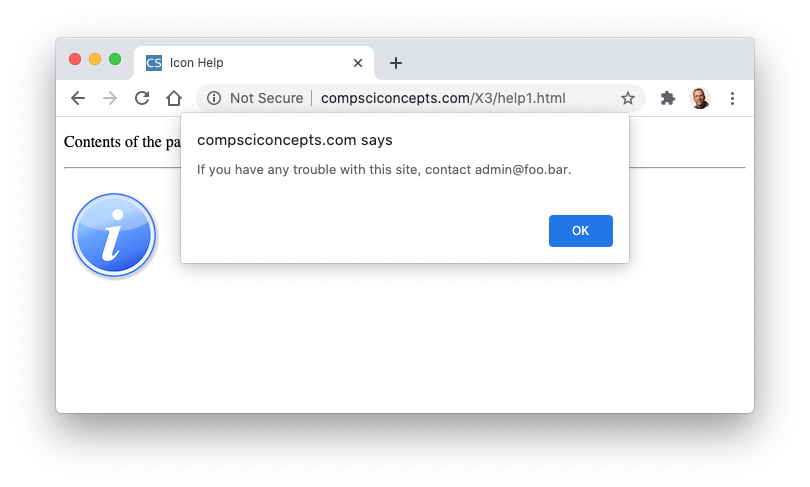 CS Icon Help
Not Secure | compsciconcepts.com/X3/help1.html
compsciconcepts.com says
Contents of the pa
If you have any trouble with this site, contact admin@foo.bar.
OK
i